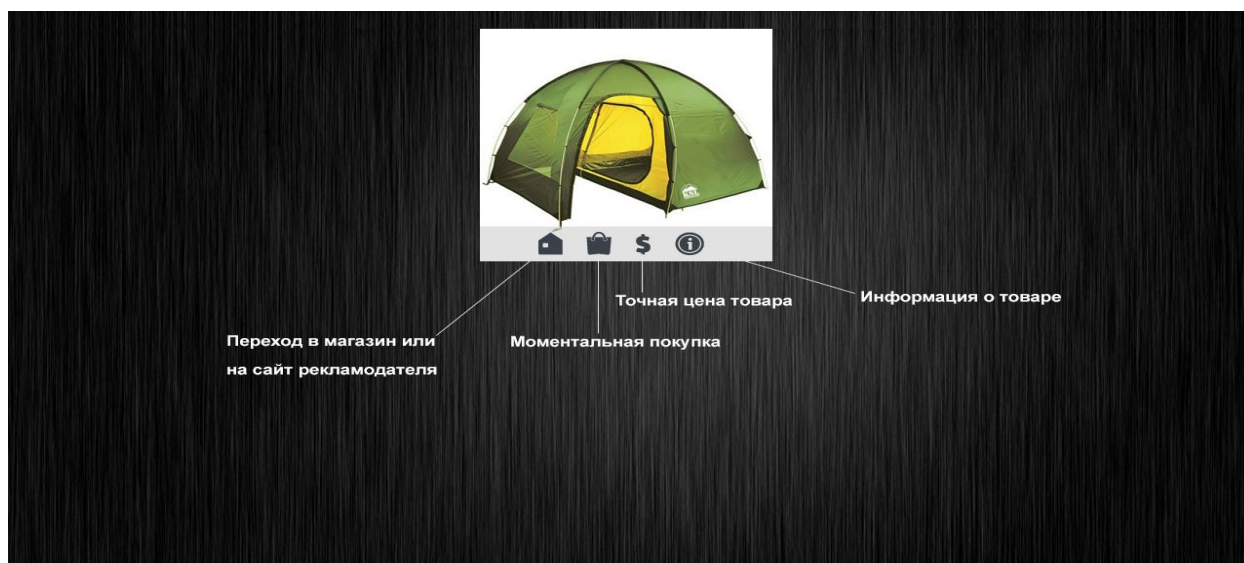 Точная цена товара
Информация о товаре
Переход в магазин или
на сайт рекламодателя
Моментальная покупка